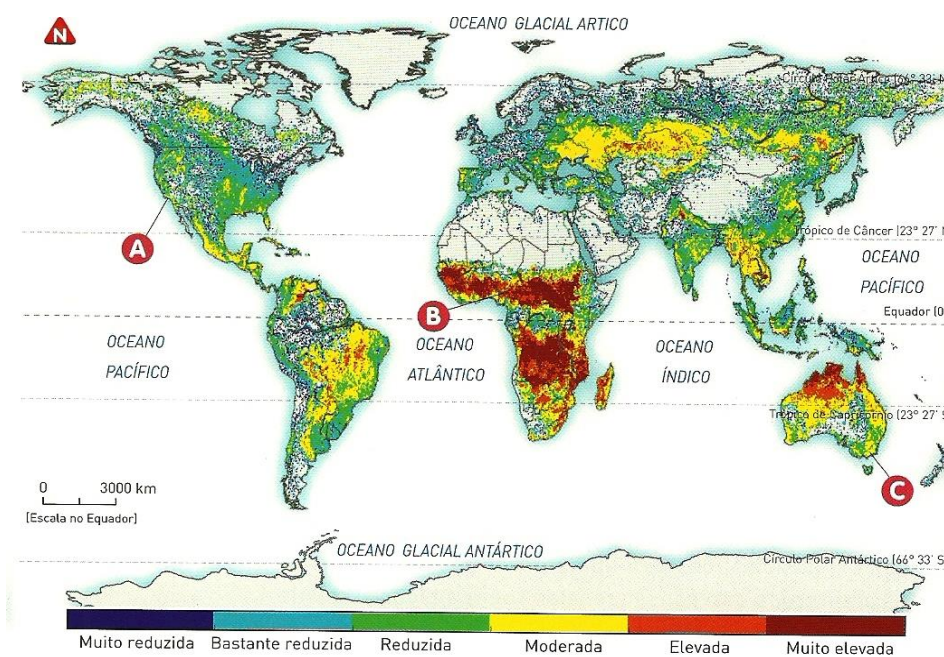 N
OCEANO GLACIAL ARTICO
Círculo Polar Ártico (66° 33' N
A
Trópico de Câncer (23° 27' N
OCEANO
PACÍFICO
B
Equador (0
OCEANO
PACÍFICO
OCEANO
ATLÂNTICO
OCEANO
ÍNDICO
Trópico de Capricórnio (23° 27' S
C
0 3000 km
[Escala no Equador]
OCEANO GLACIAL ANTÁRTICO
Círculo Polar Antártico (66° 33' S
Muito reduzida Bastante reduzida Reduzida Moderada Elevada Muito elevada